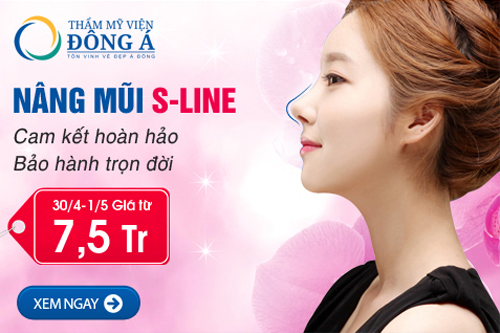 THẨM MỸ VIỆN
ĐÔNG Á
TÔN VINH VẺ ĐẸP Á ĐÔNG
NÂNG MŨI S-LINE
Cam kết hoàn hảo
Bảo hành trọn đời
30/4-1/5 Giá từ
7,5 Tr
XEM NGAY